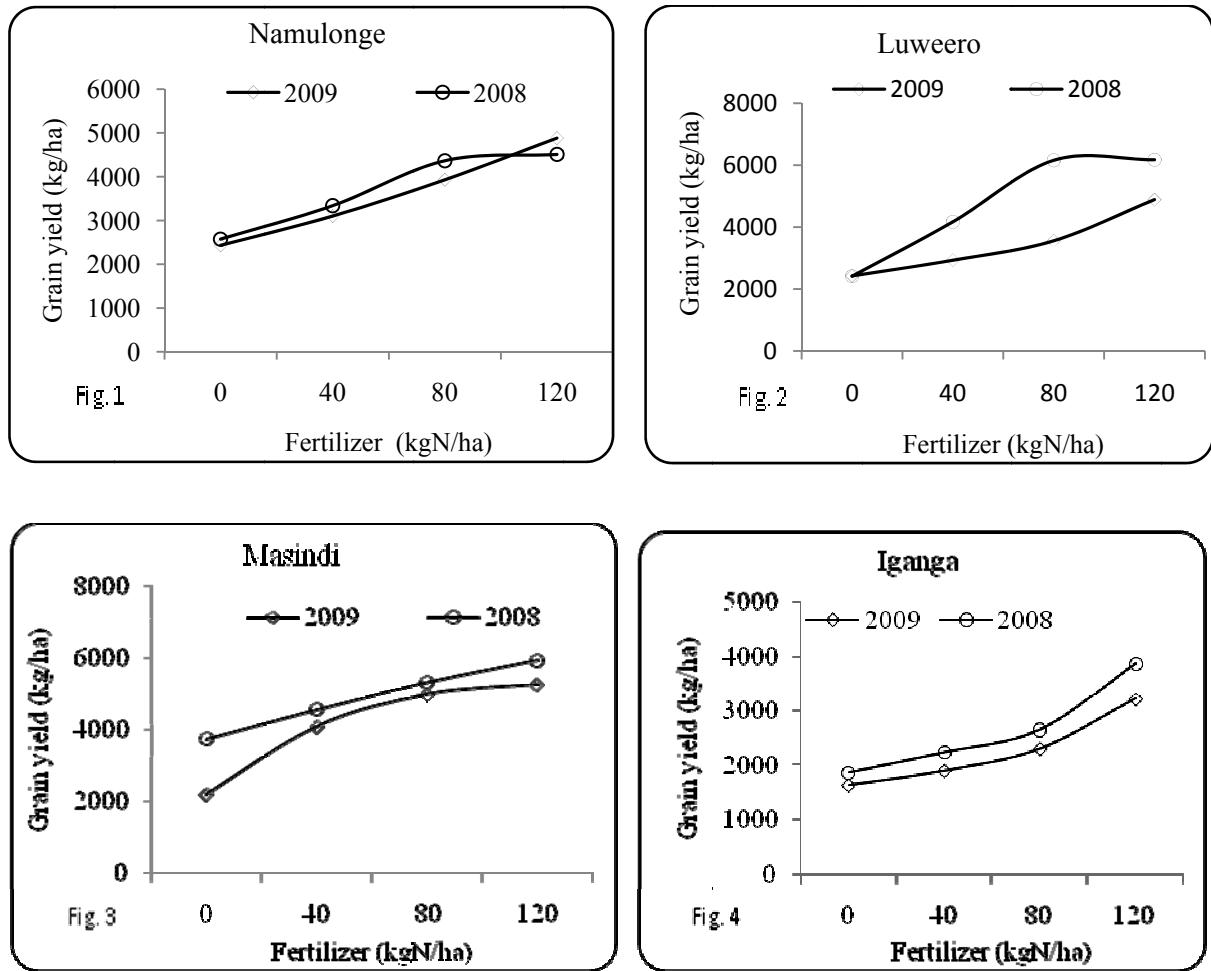 Namulonge
2009 2008
6000
5000
4000
3000
2000
1000
0
Grain yield (kg/ha)
0 40 80 120
Fig. 1
Fertilizer (kgN/ha)
Luweero
2009 2008
8000
6000
4000
2000
0
Grain yield (kg/ha)
0 40 80 120
Fig. 2
Fertilizer (kgN/ha)
Masindi
2009 2008
8000
6000
4000
2000
0
Grain yield (kg/ha)
0 40 80 120
Fig. 3
Fertilizer (kgN/ha)
Iganga
2009 2008
5000
4000
3000
2000
1000
0
Grain yield (kg/ha)
0 40 80 120
Fig. 4
Fertilizer (kgN/ha)